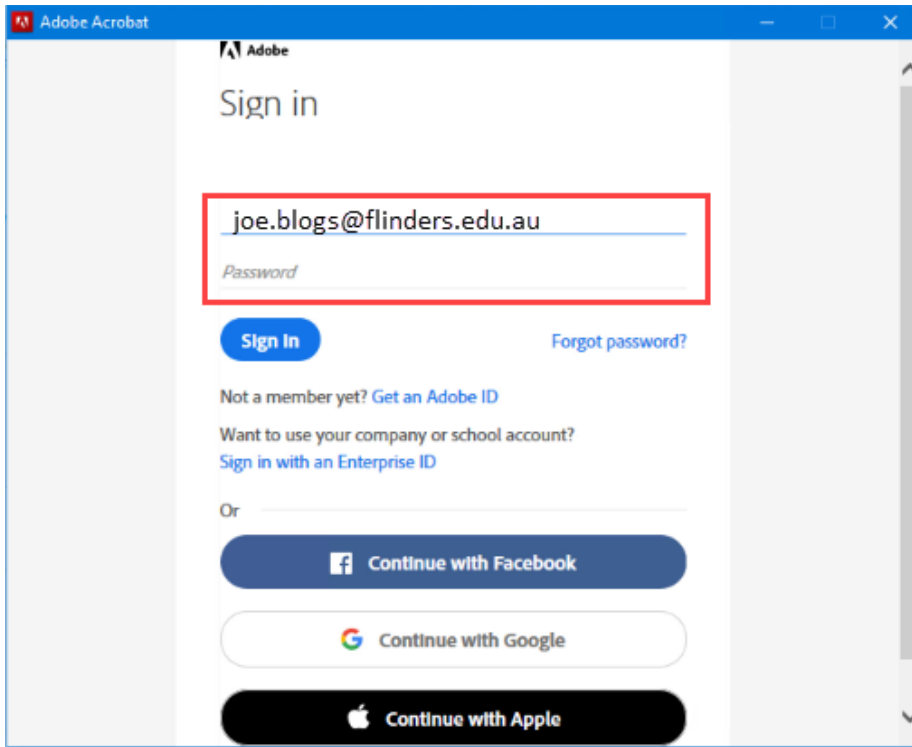 Adobe Acrobat
Adobe
Sign in
joe.blogs@flinders.edu.au
Password
Sign In
Forgot password?
Not a member yet? Get an Adobe ID
Want to use your company or school account?
Sign in with an Enterprise ID
Or
Continue with Facebook
Continue with Google
Continue with Apple